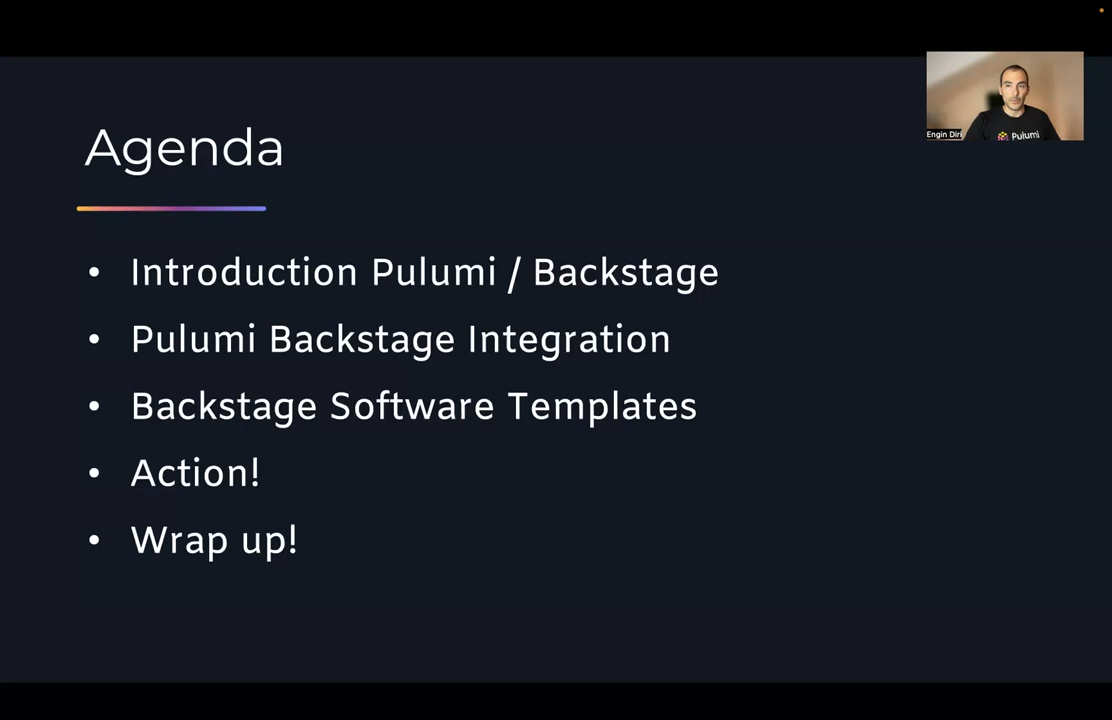 Agenda
• Introduction Pulumi / Backstage
• Pulumi Backstage Integration
• Backstage Software Templates
• Action!
• Wrap up!
Engin Diri
Pulumi